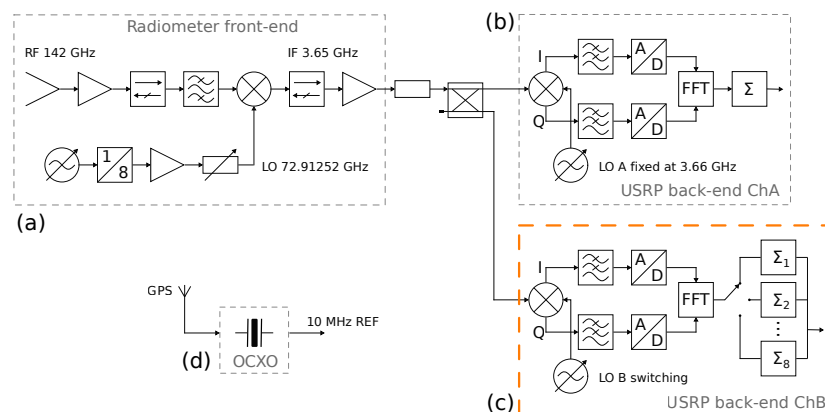 Radiometer front-end
RF 142 GHz
IF 3.65 GHz
1
8
LO 72.91252 GHz
(a)
(b)
I
A
D
FFT
Σ
Q
A
D
LO A fixed at 3.66 GHz
USRP back-end ChA
I
A
D
FFT
Σ1
Σ2
⋮
Σ8
Q
A
D
LO B switching
(c)
USRP back-end ChB
GPS
10 MHz REF
(d)
OCXO